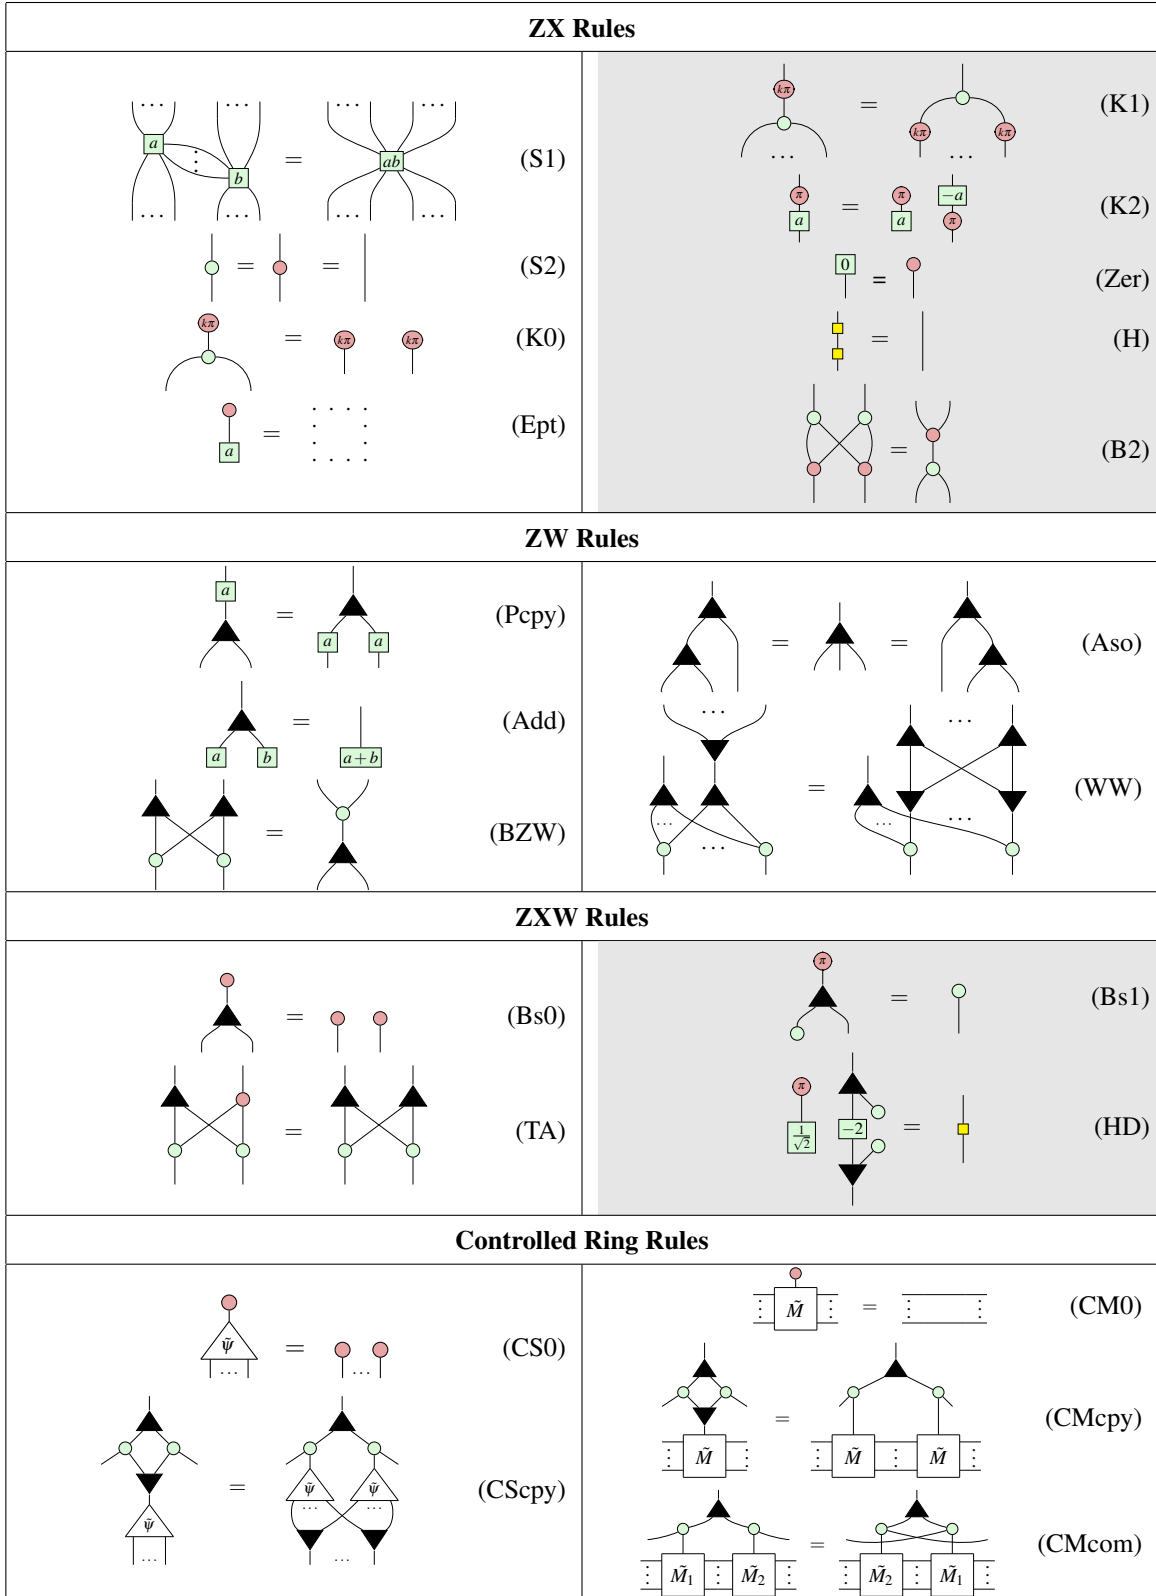 ZX Rules
a b = ab (S1)
= = (S2)
kπ = kπ kπ (K0)
a = (Ept)
kπ = kπ kπ (K1)
π a = π a −a π (K2)
0 = (Zer)
= (H)
= (B2)
ZW Rules
a = a a (Pcpy)
a b = a+b (Add)
= (BZW)
= = (Aso)
= (WW)
ZXW Rules
= (Bs0)
= (TA)
π = (Bs1)
π 1/√2 −2 = (HD)
Controlled Ring Rules
ψ̃ = (CS0)
ψ̃ = ψ̃ ψ̃ (CScpy)
M̃ = (CM0)
M̃ = M̃ M̃ (CMcpy)
M̃₁ M̃₂ = M̃₂ M̃₁ (CMcom)